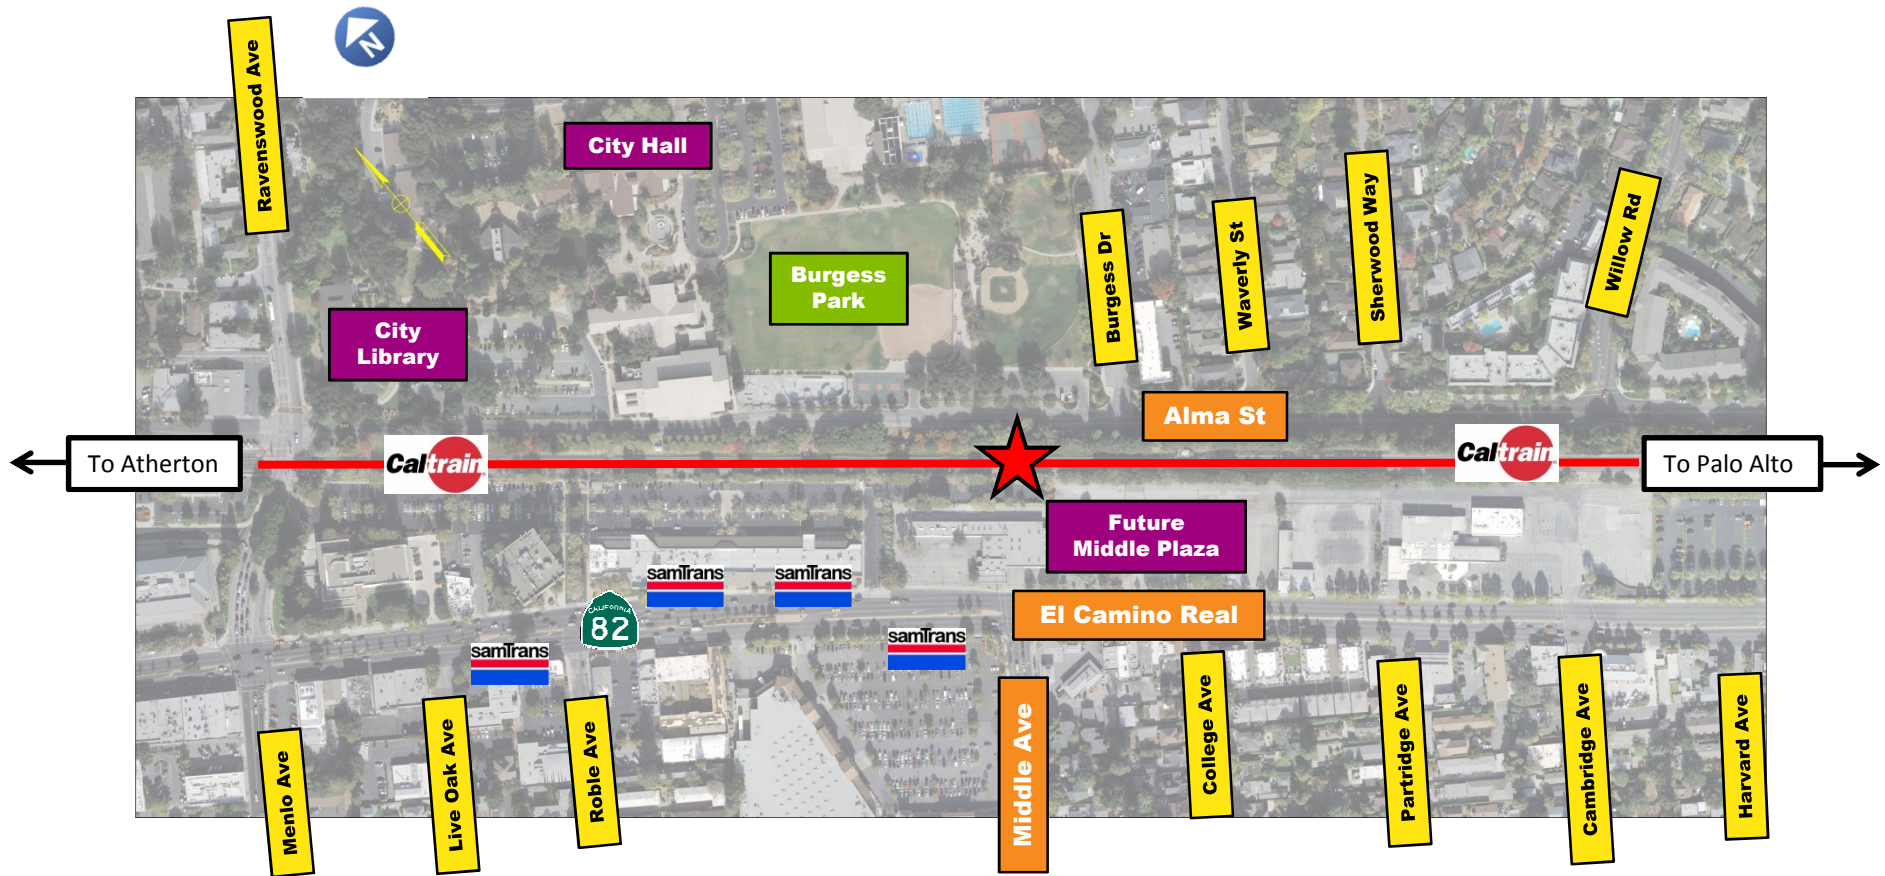 N
Ravenswood Ave
City Hall
City
Library
Burgess
Park
Burgess Dr
Waverly St
Sherwood Way
Willow Rd
Alma St
To Atherton
Caltrain
Caltrain
To Palo Alto
Future
Middle Plaza
samTrans
samTrans
CALIFORNIA
82
El Camino Real
samTrans
samTrans
Menlo Ave
Live Oak Ave
Roble Ave
Middle Ave
College Ave
Partridge Ave
Cambridge Ave
Harvard Ave